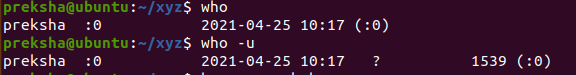 preksha@ubuntu:~/xyz$ who
preksha  :0           2021-04-25 10:17 (:0)
preksha@ubuntu:~/xyz$ who -u
preksha  :0           2021-04-25 10:17   ?          1539 (:0)